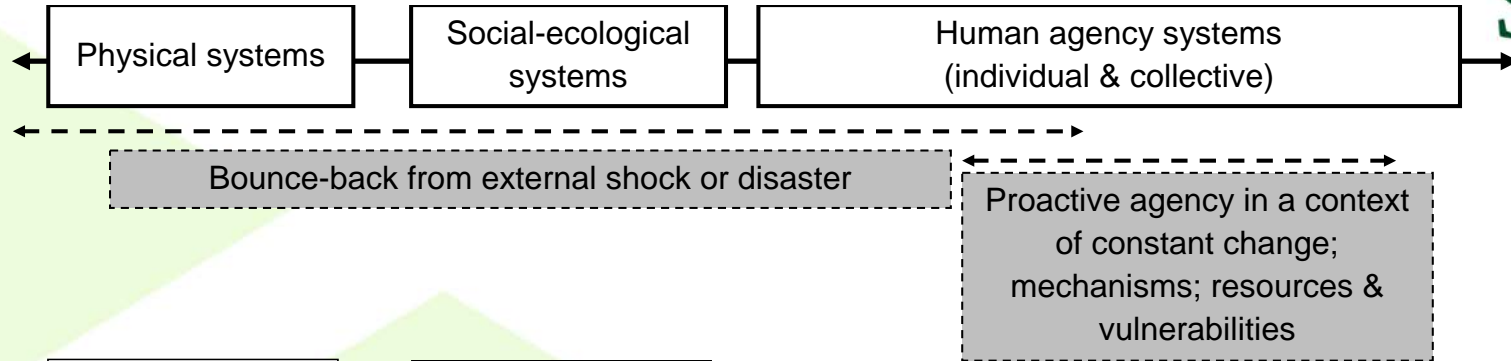 Physical systems
Social-ecological
systems
Human agency systems
(individual & collective)
Bounce-back from external shock or disaster
Proactive agency in a context
of constant change;
mechanisms; resources &
vulnerabilities